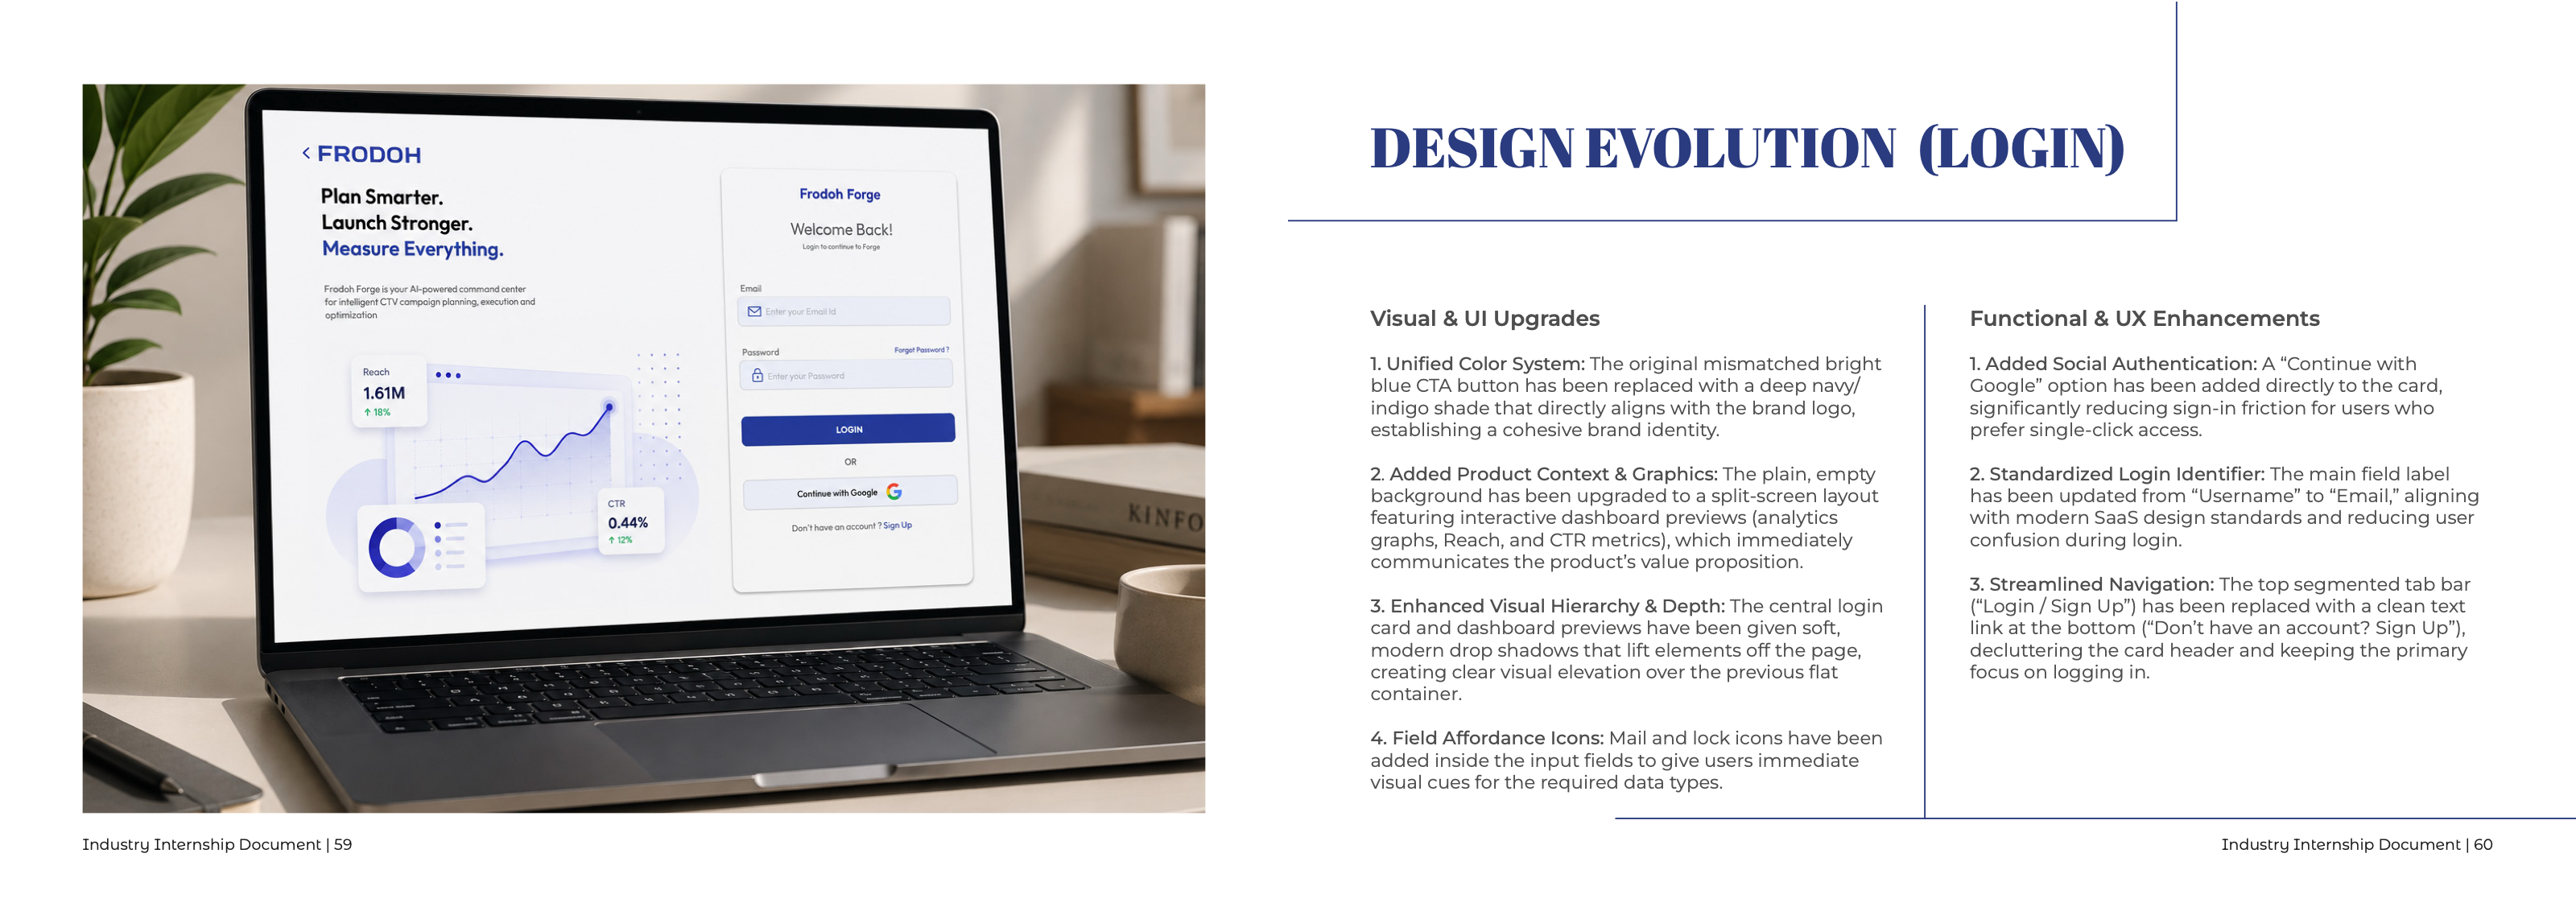 FRODOH
Plan Smarter.
Launch Stronger.
Measure Everything.
Frodoh Forge is your AI-powered command center
for intelligent CTV campaign planning, execution and
optimization
Reach
1.61M
↑ 18%
CTR
0.44%
↑ 12%
Frodoh Forge
Welcome Back!
Login to continue to Forge
Email
Enter your Email Id
Password
Forgot Password ?
Enter your Password
LOGIN
OR
Continue with Google
Don't have an account ? Sign Up
KINFO
Industry Internship Document | 59
DESIGN EVOLUTION (LOGIN)
Visual & UI Upgrades
1. Unified Color System: The original mismatched bright
blue CTA button has been replaced with a deep navy/
indigo shade that directly aligns with the brand logo,
establishing a cohesive brand identity.
2. Added Product Context & Graphics: The plain, empty
background has been upgraded to a split-screen layout
featuring interactive dashboard previews (analytics
graphs, Reach, and CTR metrics), which immediately
communicates the product’s value proposition.
3. Enhanced Visual Hierarchy & Depth: The central login
card and dashboard previews have been given soft,
modern drop shadows that lift elements off the page,
creating clear visual elevation over the previous flat
container.
4. Field Affordance Icons: Mail and lock icons have been
added inside the input fields to give users immediate
visual cues for the required data types.
Functional & UX Enhancements
1. Added Social Authentication: A “Continue with
Google” option has been added directly to the card,
significantly reducing sign-in friction for users who
prefer single-click access.
2. Standardized Login Identifier: The main field label
has been updated from “Username” to “Email,” aligning
with modern SaaS design standards and reducing user
confusion during login.
3. Streamlined Navigation: The top segmented tab bar
(“Login / Sign Up”) has been replaced with a clean text
link at the bottom (“Don’t have an account? Sign Up”),
decluttering the card header and keeping the primary
focus on logging in.
Industry Internship Document | 60